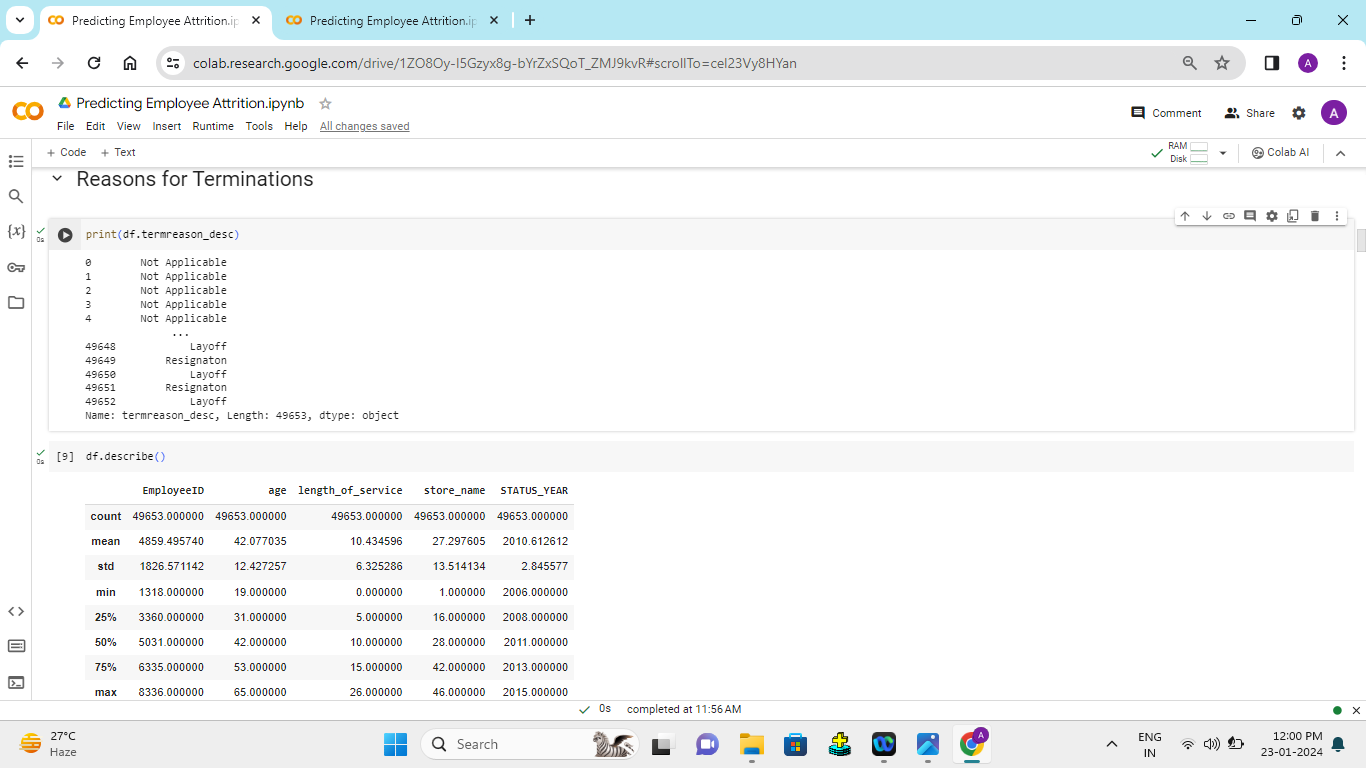 Predicting Employee Attrition.ip
Predicting Employee Attrition.ip
colab.research.google.com/drive/1ZO8Oy-I5Gzyx8g-bYrZxSQoT_ZMJ9kvR#scrollTo=cel23Vy8HYan
A
Predicting Employee Attrition.ipynb
File Edit View Insert Runtime Tools Help All changes saved
Comment Share A
+ Code + Text
RAM
Disk
Colab AI
Reasons for Terminations
{x}
0s
print(df.termreason_desc)
0 Not Applicable
1 Not Applicable
2 Not Applicable
3 Not Applicable
4 Not Applicable
...
49648 Layoff
49649 Resignaton
49650 Layoff
49651 Resignaton
49652 Layoff
Name: termreason_desc, Length: 49653, dtype: object
0s
[9] df.describe()
EmployeeID age length_of_service store_name STATUS_YEAR
count 49653.000000 49653.000000 49653.000000 49653.000000 49653.000000
mean 4859.495740 42.077035 10.434596 27.297605 2010.612612
std 1826.571142 12.427257 6.325286 13.514134 2.845577
min 1318.000000 19.000000 0.000000 1.000000 2006.000000
25% 3360.000000 31.000000 5.000000 16.000000 2008.000000
50% 5031.000000 42.000000 10.000000 28.000000 2011.000000
75% 6335.000000 53.000000 15.000000 42.000000 2013.000000
max 8336.000000 65.000000 26.000000 46.000000 2015.000000
0s completed at 11:56 AM
27°C
Haze
Search
A
ENG
IN
12:00 PM
23-01-2024